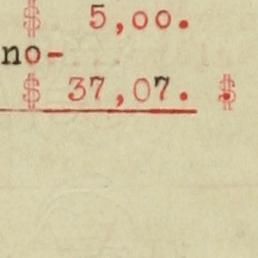 $ 5,00.
no-
$ 37,07. $